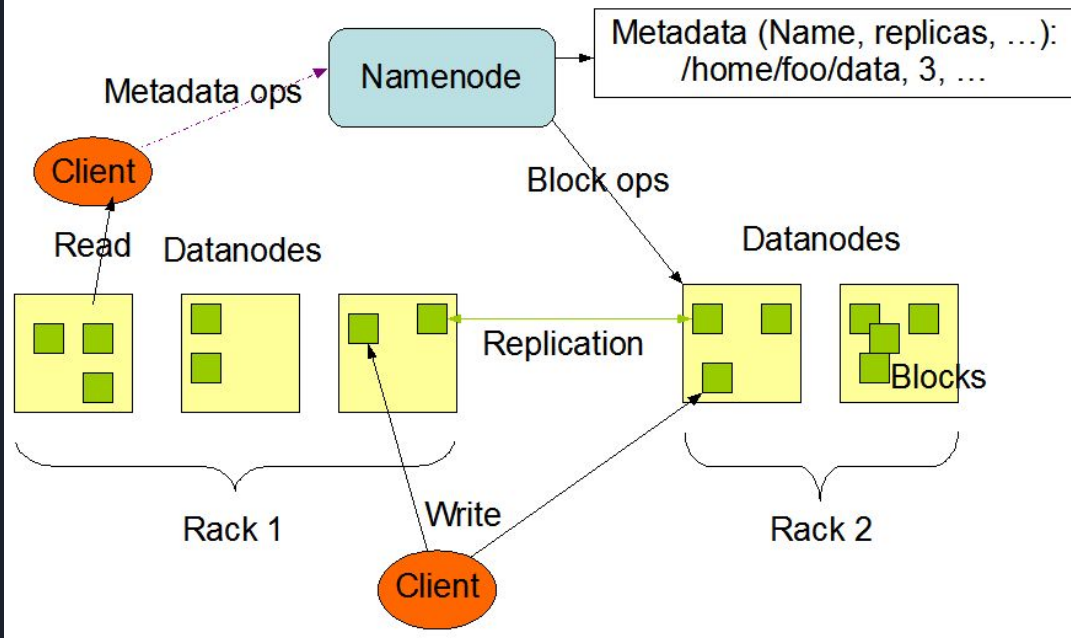 Metadata (Name, replicas, …):
/home/foo/data, 3, …
Namenode
Metadata ops
Client
Block ops
Read
Datanodes
Datanodes
Replication
Blocks
Rack 1
Write
Rack 2
Client